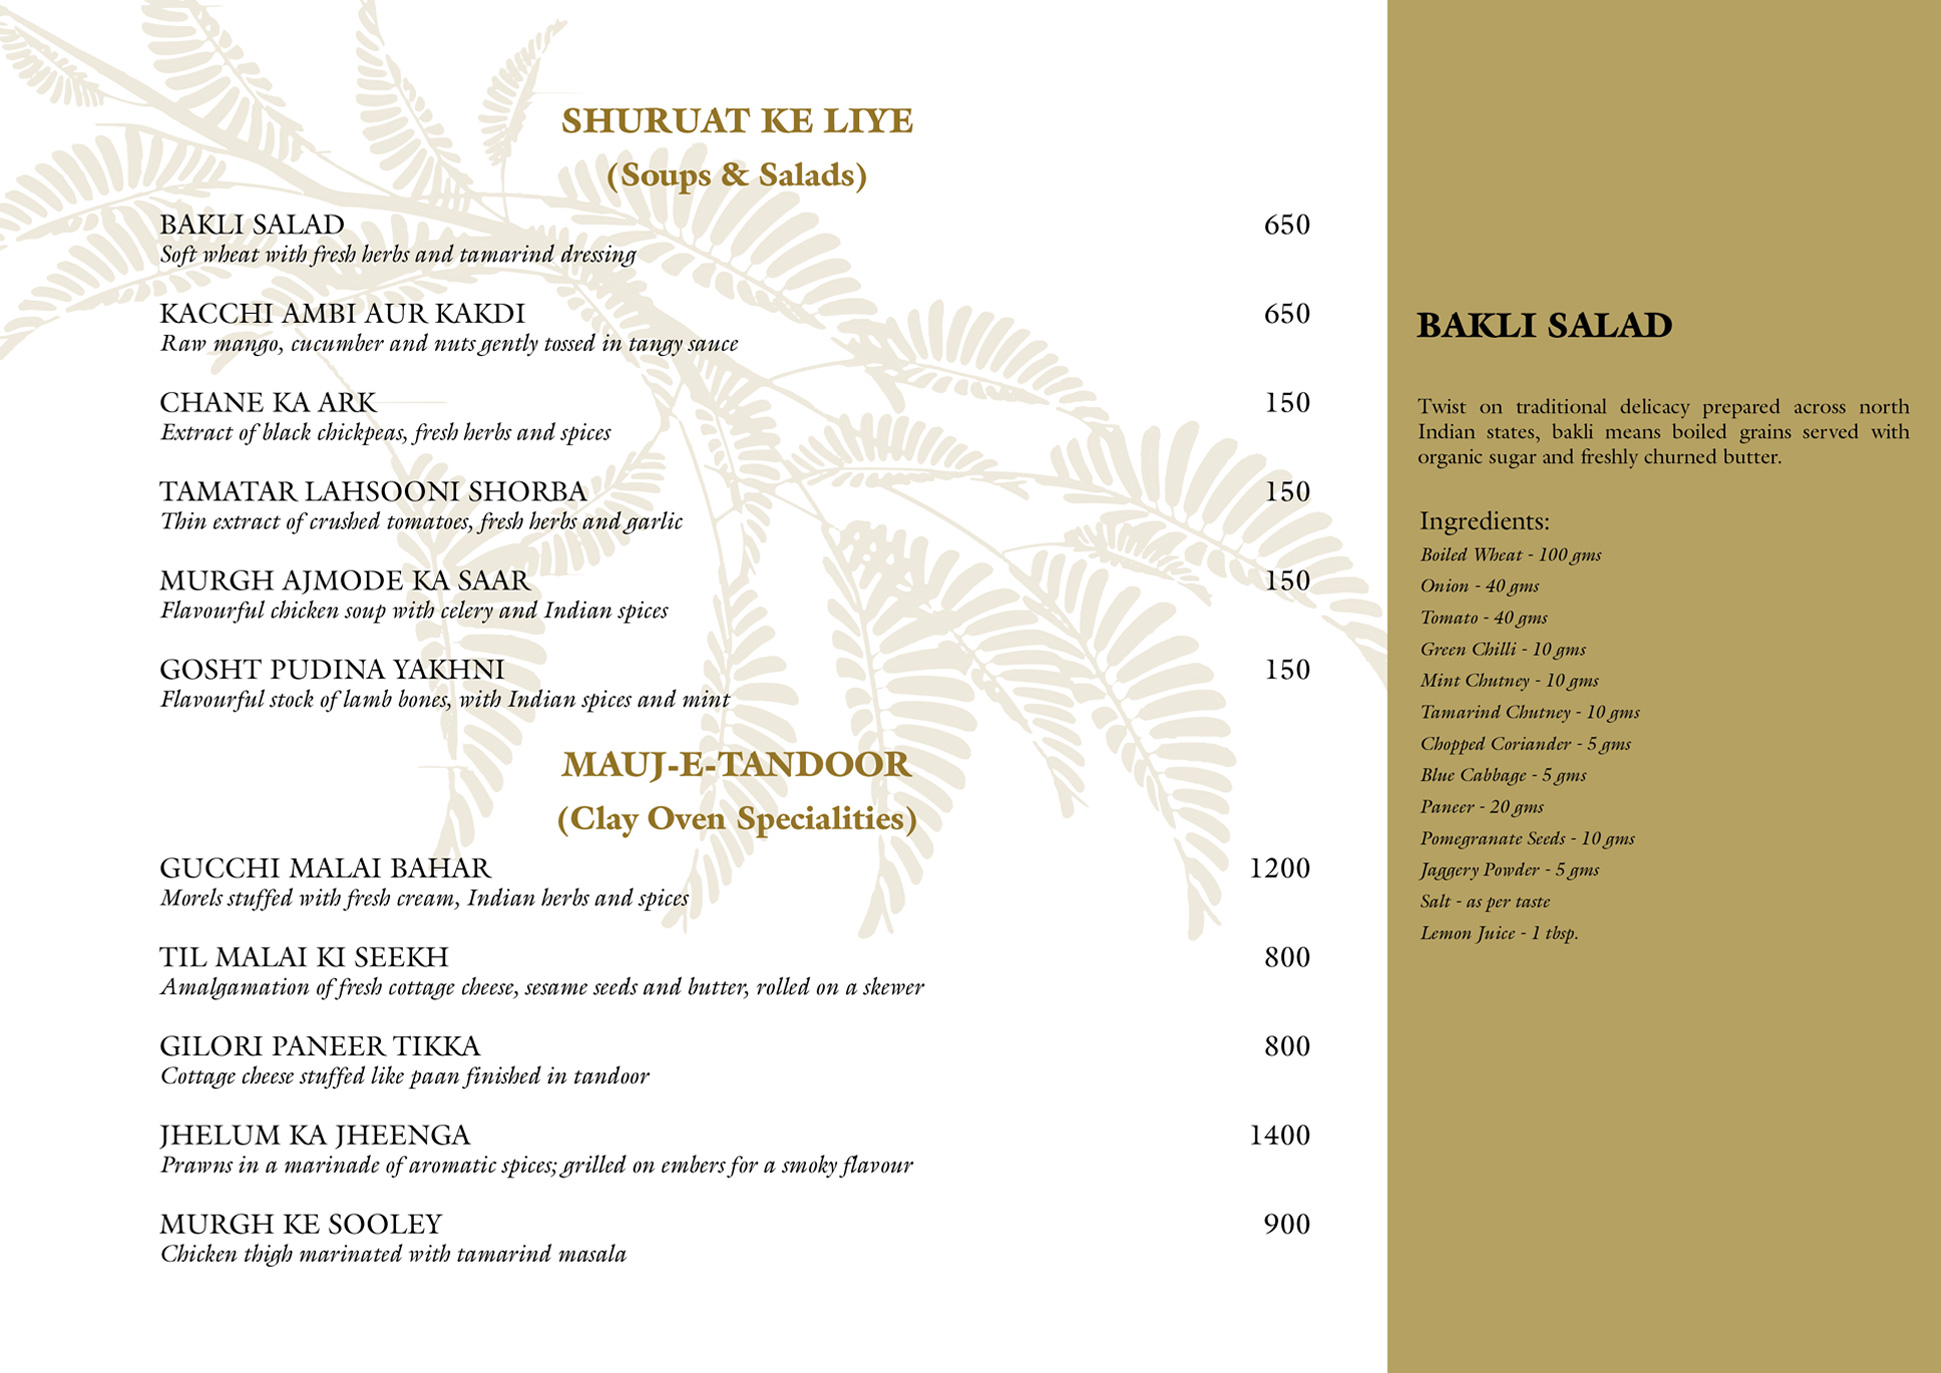 SHURUAT KE LIYE
(Soups & Salads)
BAKLI SALAD 650
Soft wheat with fresh herbs and tamarind dressing
KACCHI AMBI AUR KAKDI 650
Raw mango, cucumber and nuts gently tossed in tangy sauce
CHANE KA ARK 150
Extract of black chickpeas, fresh herbs and spices
TAMATAR LAHSOONI SHORBA 150
Thin extract of crushed tomatoes, fresh herbs and garlic
MURGH AJMODE KA SAAR 150
Flavourful chicken soup with celery and Indian spices
GOSHT PUDINA YAKHNI 150
Flavourful stock of lamb bones, with Indian spices and mint
MAUJ-E-TANDOOR
(Clay Oven Specialities)
GUCCHI MALAI BAHAR 1200
Morels stuffed with fresh cream, Indian herbs and spices
TIL MALAI KI SEEKH 800
Amalgamation of fresh cottage cheese, sesame seeds and butter, rolled on a skewer
GILORI PANEER TIKKA 800
Cottage cheese stuffed like paan finished in tandoor
JHELUM KA JHEENGA 1400
Prawns in a marinade of aromatic spices; grilled on embers for a smoky flavour
MURGH KE SOOLEY 900
Chicken thigh marinated with tamarind masala
BAKLI SALAD
Twist on traditional delicacy prepared across north
Indian states, bakli means boiled grains served with
organic sugar and freshly churned butter.
Ingredients:
Boiled Wheat - 100 gms
Onion - 40 gms
Tomato - 40 gms
Green Chilli - 10 gms
Mint Chutney - 10 gms
Tamarind Chutney - 10 gms
Chopped Coriander - 5 gms
Blue Cabbage - 5 gms
Paneer - 20 gms
Pomegranate Seeds - 10 gms
Jaggery Powder - 5 gms
Salt - as per taste
Lemon Juice - 1 tbsp.